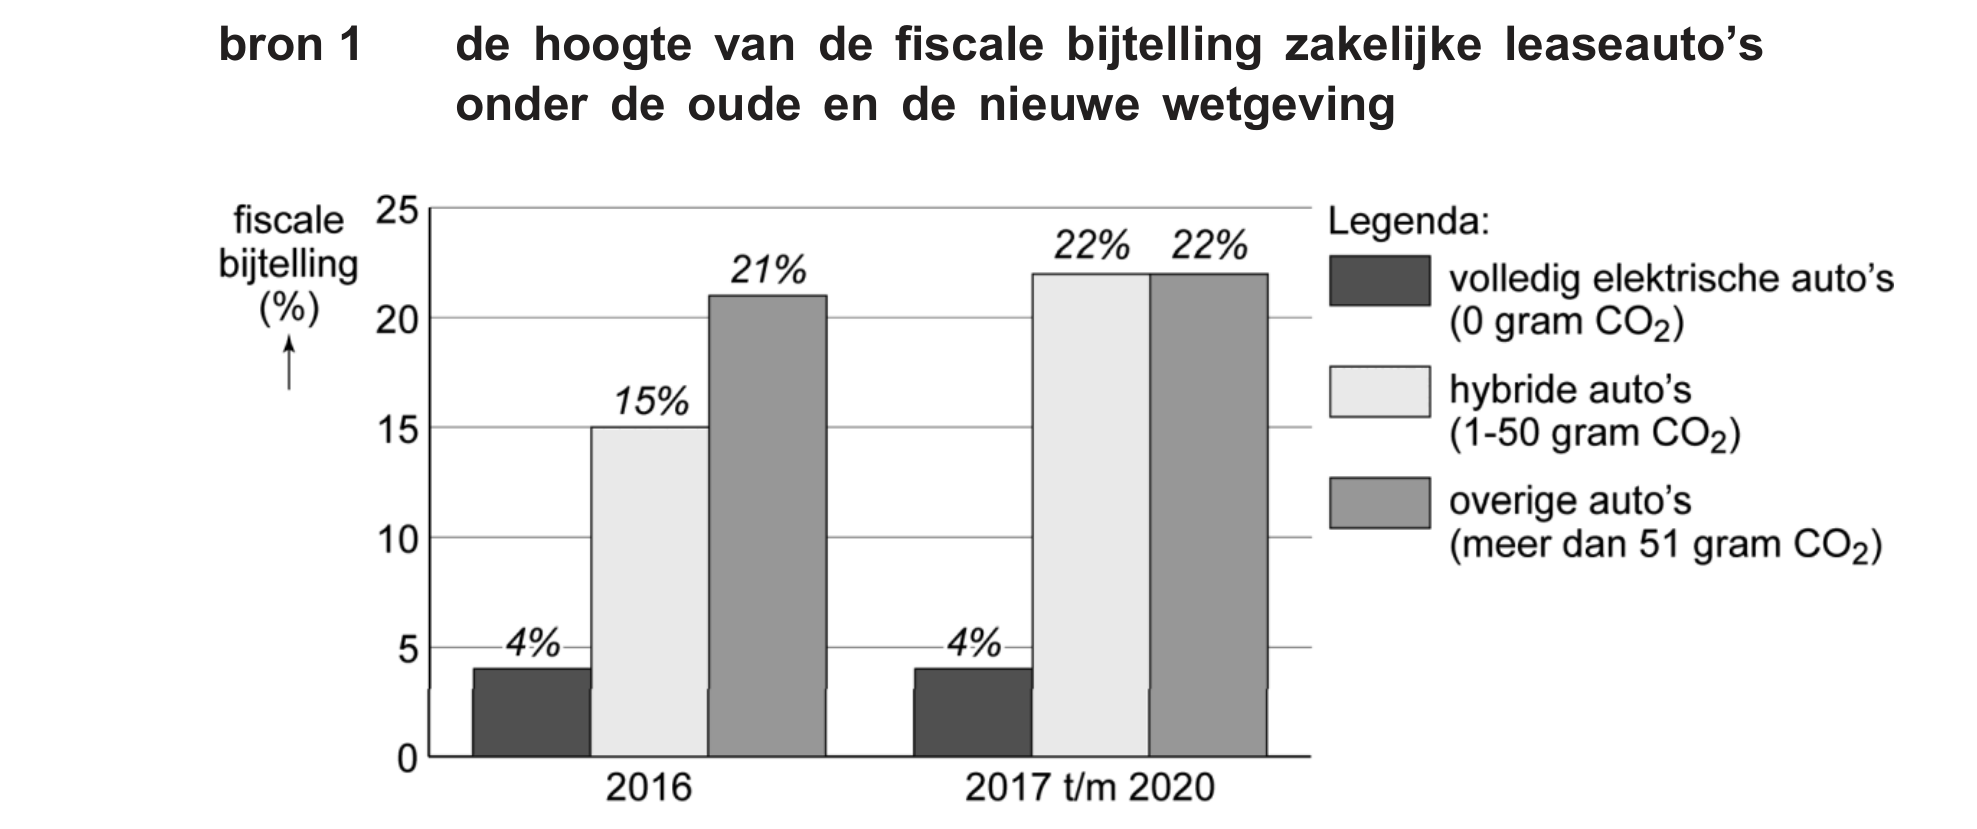 bron 1 de hoogte van de fiscale bijtelling zakelijke leaseauto’s
onder de oude en de nieuwe wetgeving
fiscale
bijtelling
(%)
25
20
15
10
5
0
4%
15%
21%
4%
22%
22%
2016
2017 t/m 2020
Legenda:
volledig elektrische auto’s
(0 gram CO₂)
hybride auto’s
(1-50 gram CO₂)
overige auto’s
(meer dan 51 gram CO₂)